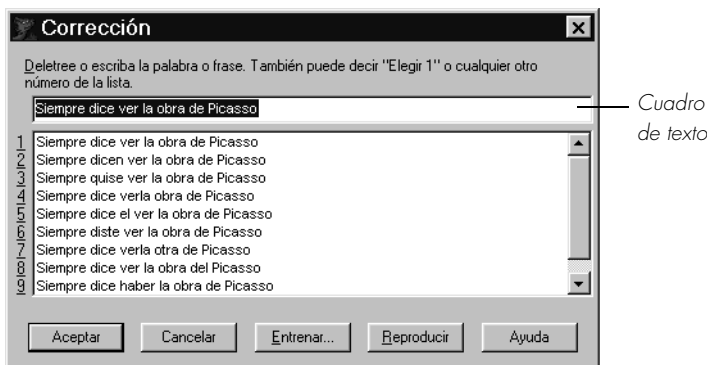 Corrección
Deletree o escriba la palabra o frase. También puede decir "Elegir 1" o cualquier otro
número de la lista.
Siempre dice ver la obra de Picasso
Cuadro
de texto
1 Siempre dice ver la obra de Picasso
2 Siempre dicen ver la obra de Picasso
3 Siempre quise ver la obra de Picasso
4 Siempre dice verla obra de Picasso
5 Siempre dice el ver la obra de Picasso
6 Siempre diste ver la obra de Picasso
7 Siempre dice verla otra de Picasso
8 Siempre dice ver la obra del Picasso
9 Siempre dice haber la obra de Picasso
Aceptar Cancelar Entrenar... Reproducir Ayuda